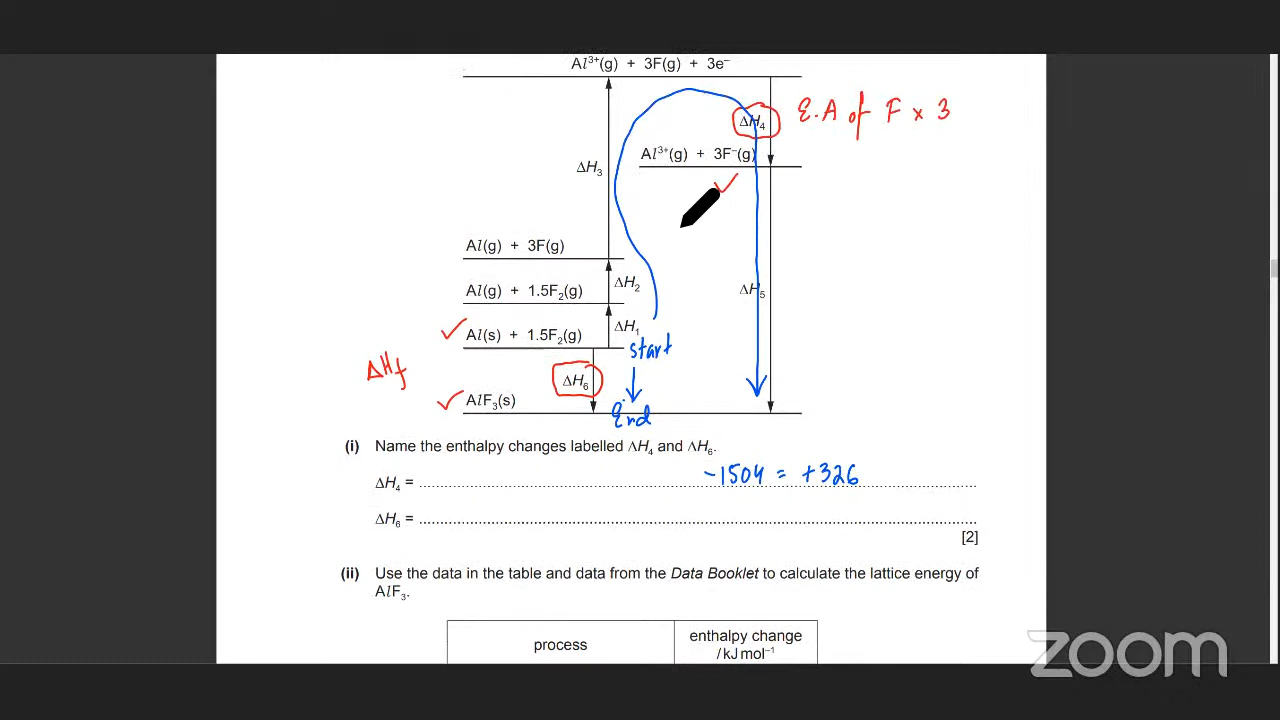 Al³⁺(g) + 3F(g) + 3e⁻
ΔH₄
E.A of F × 3
Al³⁺(g) + 3F⁻(g)
ΔH₃
Al(g) + 3F(g)
ΔH₂
Al(g) + 1.5F₂(g)
ΔH₅
Al(s) + 1.5F₂(g)
ΔH₁
start
ΔHf
ΔH₆
AlF₃(s)
End
(i) Name the enthalpy changes labelled ΔH₄ and ΔH₆.
-1504 = +326
ΔH₄ = ................................................................
ΔH₆ = ................................................................
[2]
(ii) Use the data in the table and data from the Data Booklet to calculate the lattice energy of
AlF₃.
process
enthalpy change
/kJ mol⁻¹
zoom